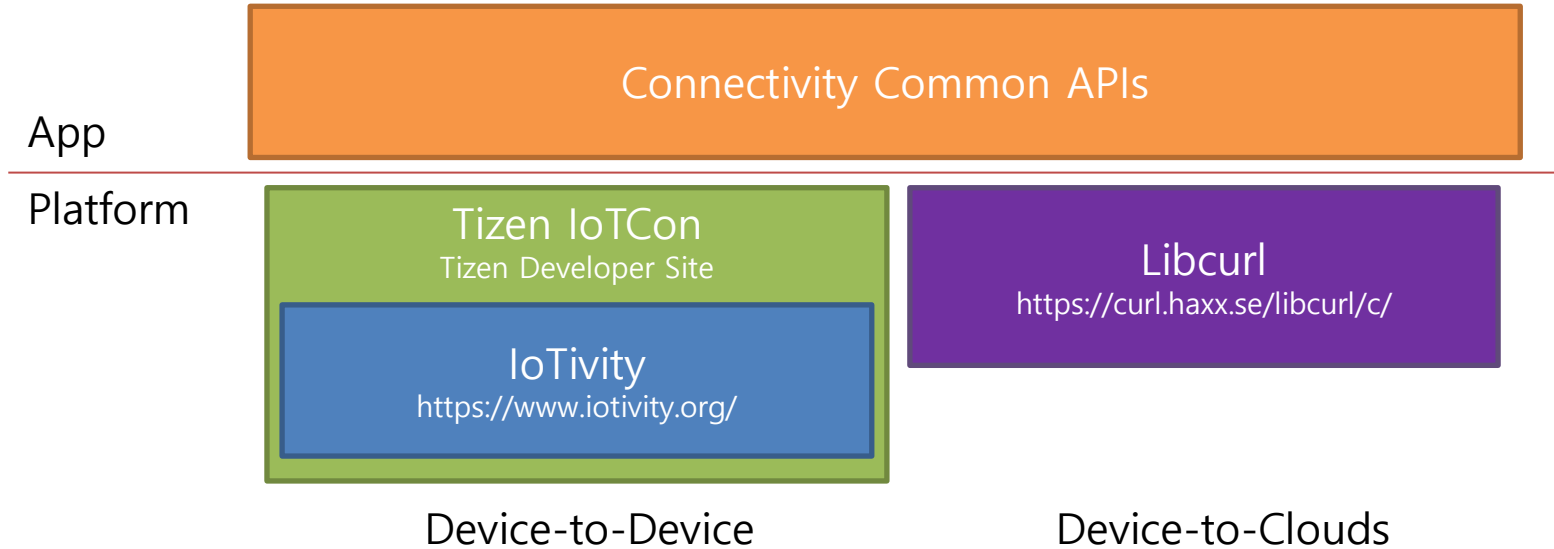 Connectivity Common APIs
App
Platform
Tizen IoTCon
Tizen Developer Site
IoTivity
https://www.iotivity.org/
Libcurl
https://curl.haxx.se/libcurl/c/
Device-to-Device
Device-to-Clouds